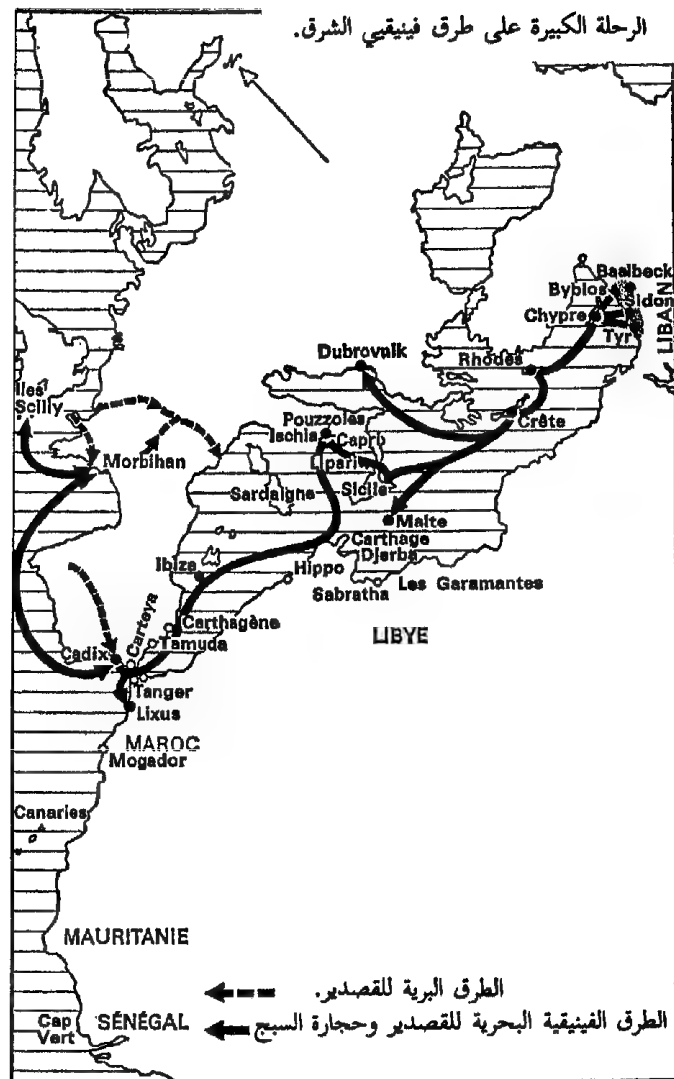 الرحلة الكبيرة على طرق فينيقيي الشرق.
N
Baalbeck
Byblos
Sidon
Chypre
Tyr
LIBAN
Rhodes
Dubrovnik
Crête
Iles
Scilly
Morbihan
Pouzzoles
Ischia
Capri
Lipari
Sardaigne
Sicile
Malte
Carthage
Djerba
Ibiza
Hippo
Sabratha
Les Garamantes
Carteya
Carthagène
Tamuda
LIBYE
Cadix
Tanger
Lixus
MAROC
Mogador
Canaries
MAURITANIE
الطرق البرية للقصدير.
Cap
Vert
SÉNÉGAL
الطرق الفينيقية البحرية للقصدير وحجارة السبج